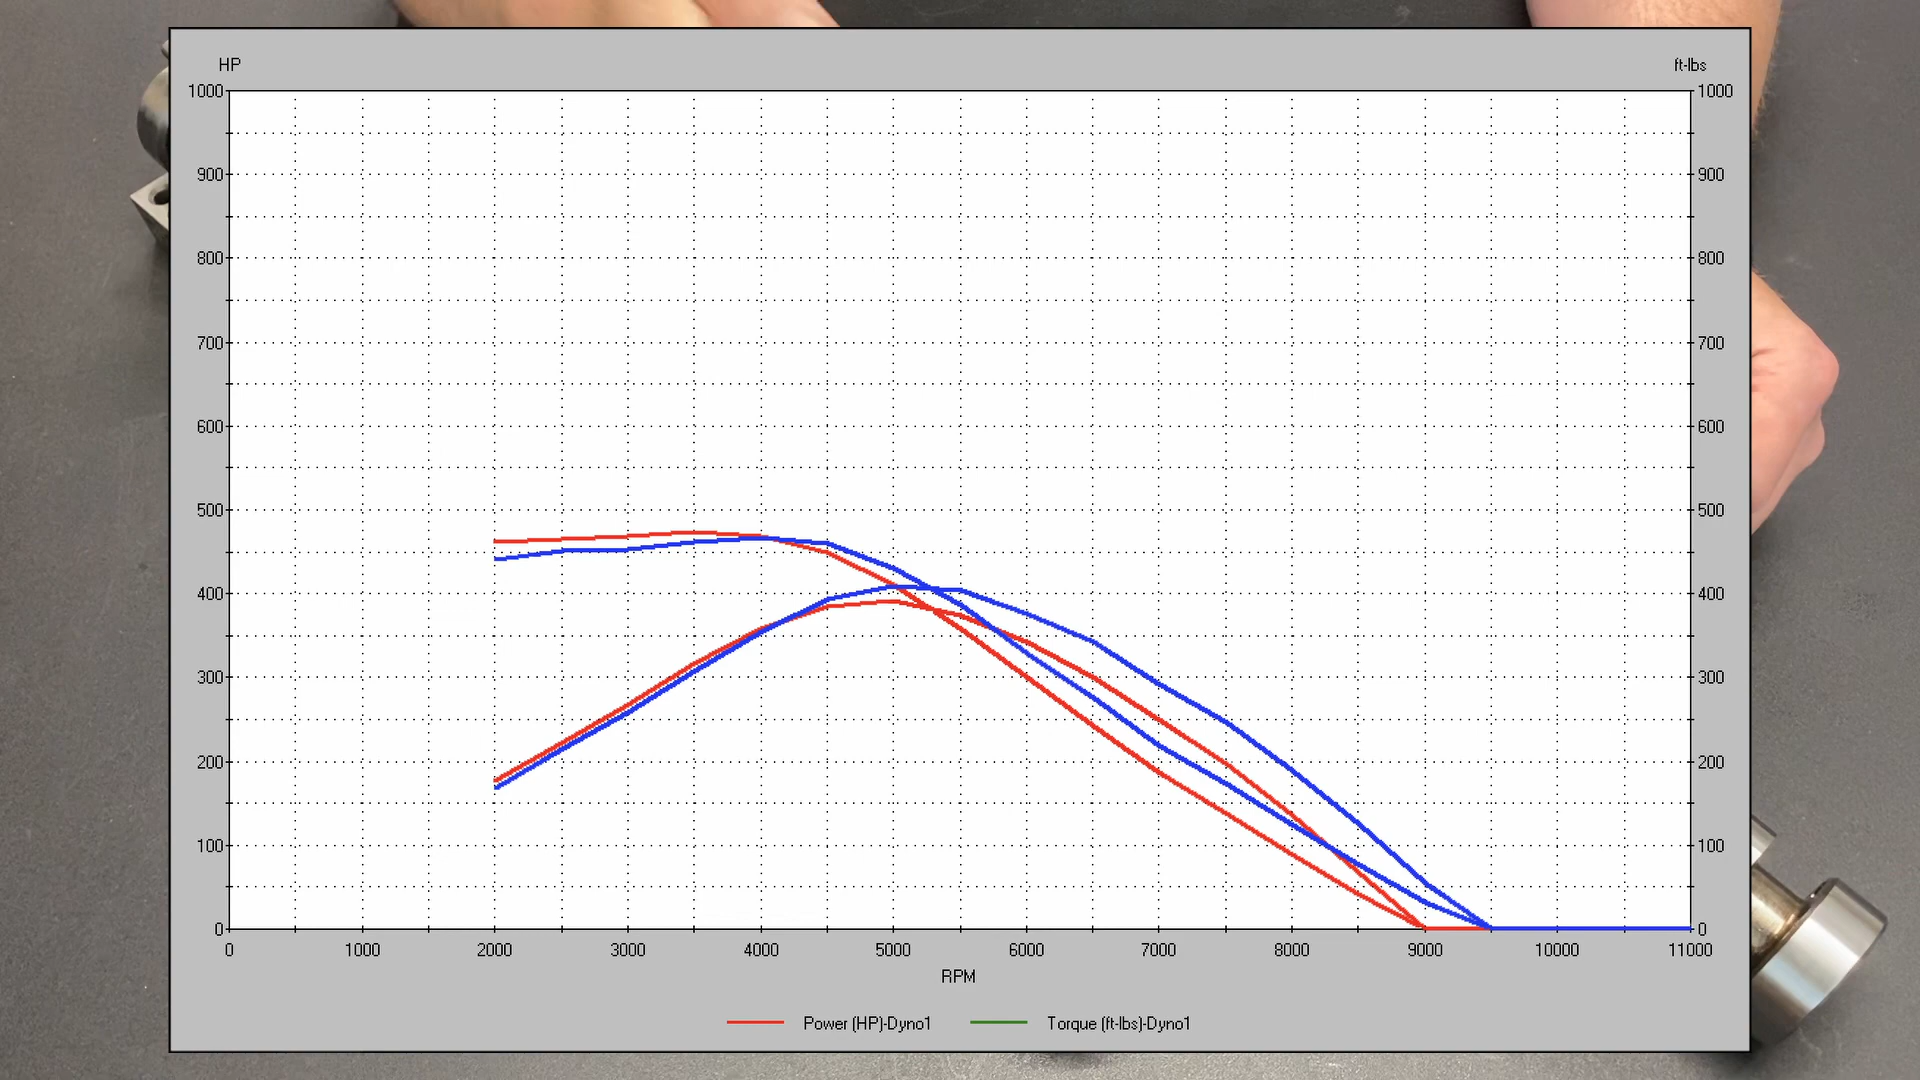 HP ft-lbs
1000 1000
900 900
800 800
700 700
600 600
500 500
400 400
300 300
200 200
100 100
0 0
0 1000 2000 3000 4000 5000 6000 7000 8000 9000 10000 11000
RPM
Power (HP)-Dyno1 Torque (ft-lbs)-Dyno1